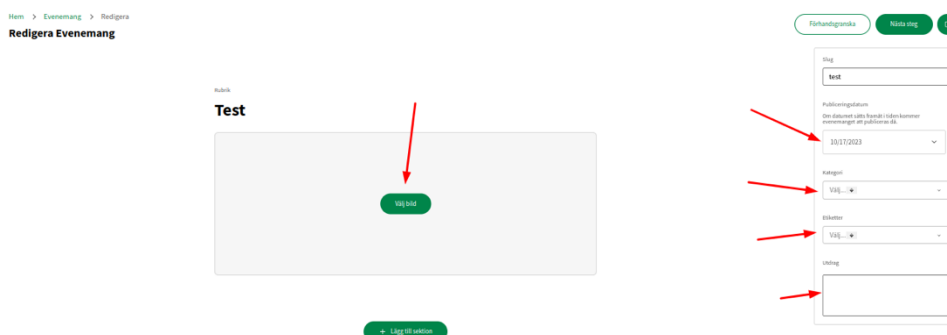 Hem > Evenemang > Redigera
Redigera Evenemang
Förhandsgranska
Nästa steg
Slug
test
Rubrik
Test
Publiceringsdatum
Om datumet sätts framåt i tiden kommer
evenemanget att publiceras då.
10/17/2023
Kategori
Välj...
Välj bild
Etiketter
Välj...
Utdrag
+ Lägg till sektion